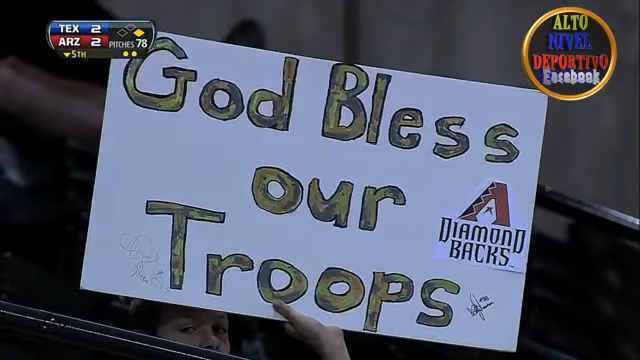 TEX 2
ARZ 2 PITCHES 78
5TH
ALTO
NIVEL
DEPORTIVO
Facebook
God Bless
our
Troops
DIAMOND
BACKS